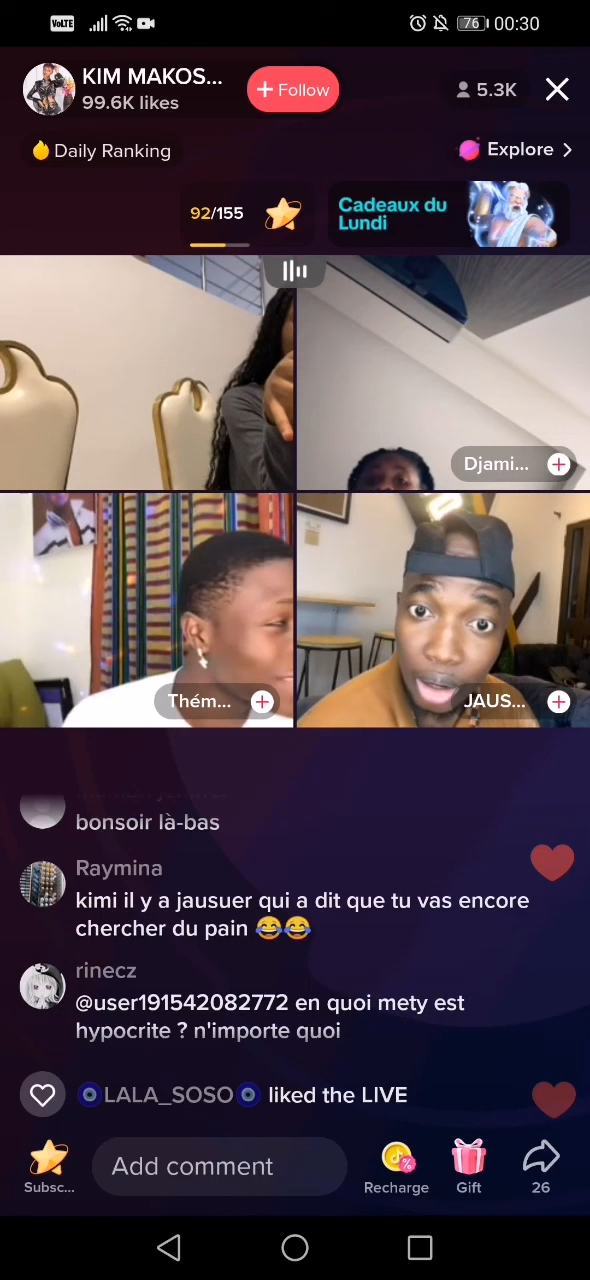 VoLTE
76 00:30
KIM MAKOS...
99.6K likes
+ Follow
5.3K
Daily Ranking
Explore >
92/155
Cadeaux du
Lundi
Djami...
Thém...
JAUS...
bonsoir là-bas
Raymina
kimi il y a jausuer qui a dit que tu vas encore
chercher du pain 😂😂
rinecz
@user191542082772 en quoi mety est
hypocrite ? n'importe quoi
🧿LALA_SOSO🧿 liked the LIVE
Subsc...
Add comment
Recharge
Gift
26